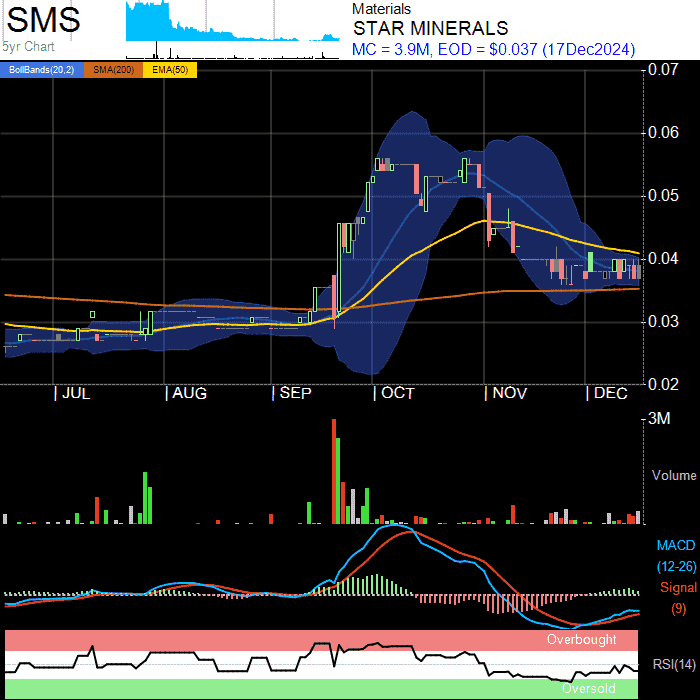 SMS
5yr Chart
Materials
STAR MINERALS
MC = 3.9M, EOD = $0.037 (17Dec2024)
BollBands(20,2) SMA(200) EMA(50)
0.07
0.06
0.05
0.04
0.03
0.02
| JUL | AUG | SEP | OCT | NOV | DEC
3M
Volume
MACD
(12-26)
Signal
(9)
Overbought
RSI(14)
Oversold